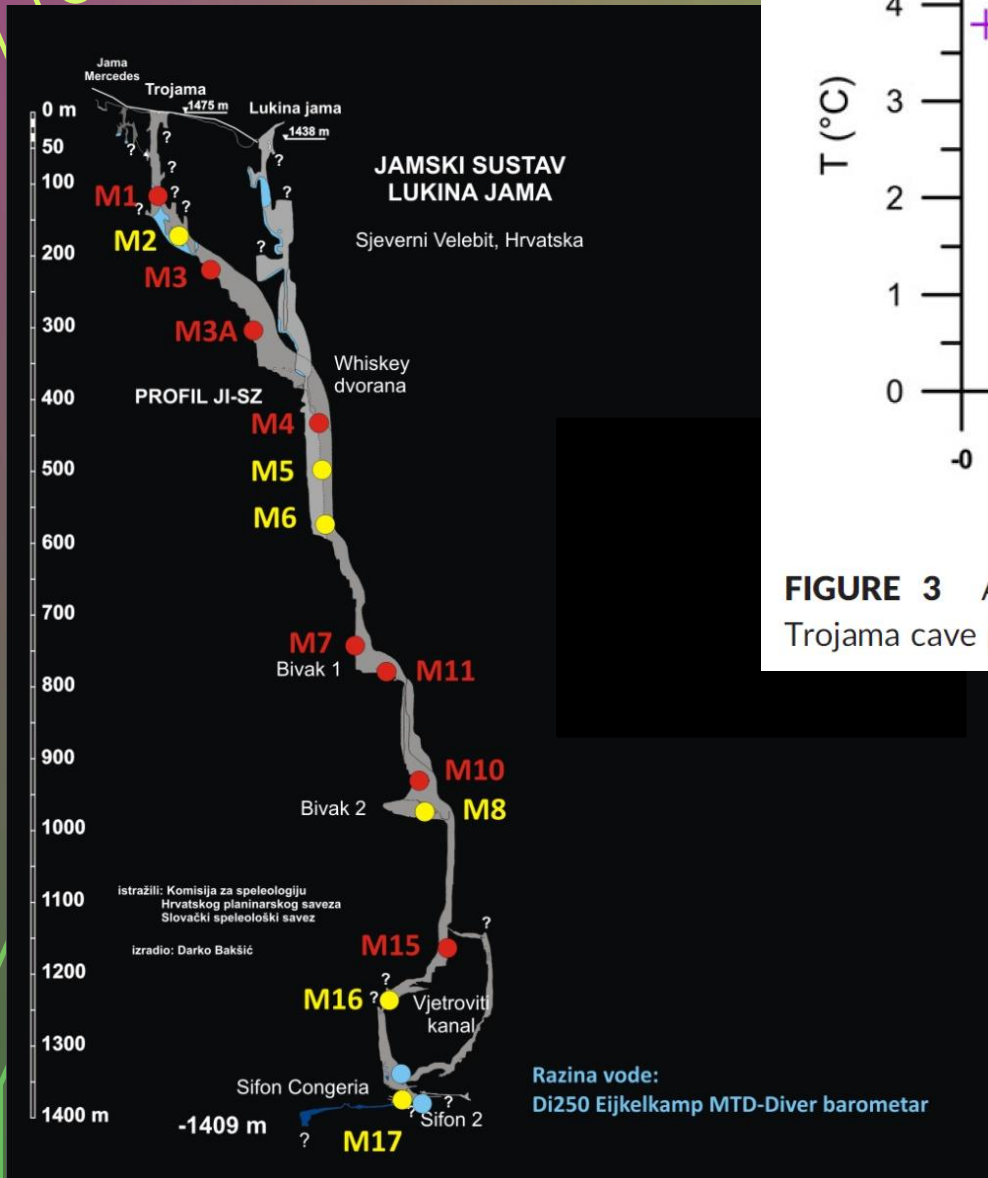 Jama
Mercedes
Trojama
1475 m
Lukina jama
1438 m
JAMSKI SUSTAV
LUKINA JAMA
Sjeverni Velebit, Hrvatska
0 m
50
100
200
300
400
500
600
700
800
900
1000
1100
1200
1300
1400 m
?
?
?
?
?
?
?
?
?
M1
M2
M3
M3A
Whiskey
dvorana
PROFIL JI-SZ
M4
M5
M6
M7
Bivak 1
M11
M10
Bivak 2
M8
istražili: Komisija za speleologiju
Hrvatskog planinarskog saveza
Slovački speleološki savez
izradio: Darko Bakšić
?
M15
?
M16
?
Vjetroviti
kanal
Sifon Congeria
?
?
Sifon 2
-1409 m
?
M17
Razina vode:
Di250 Eijkelkamp MTD-Diver barometar
T (°C)
4
3
2
1
0
-0
FIGURE 3
Trojama cave